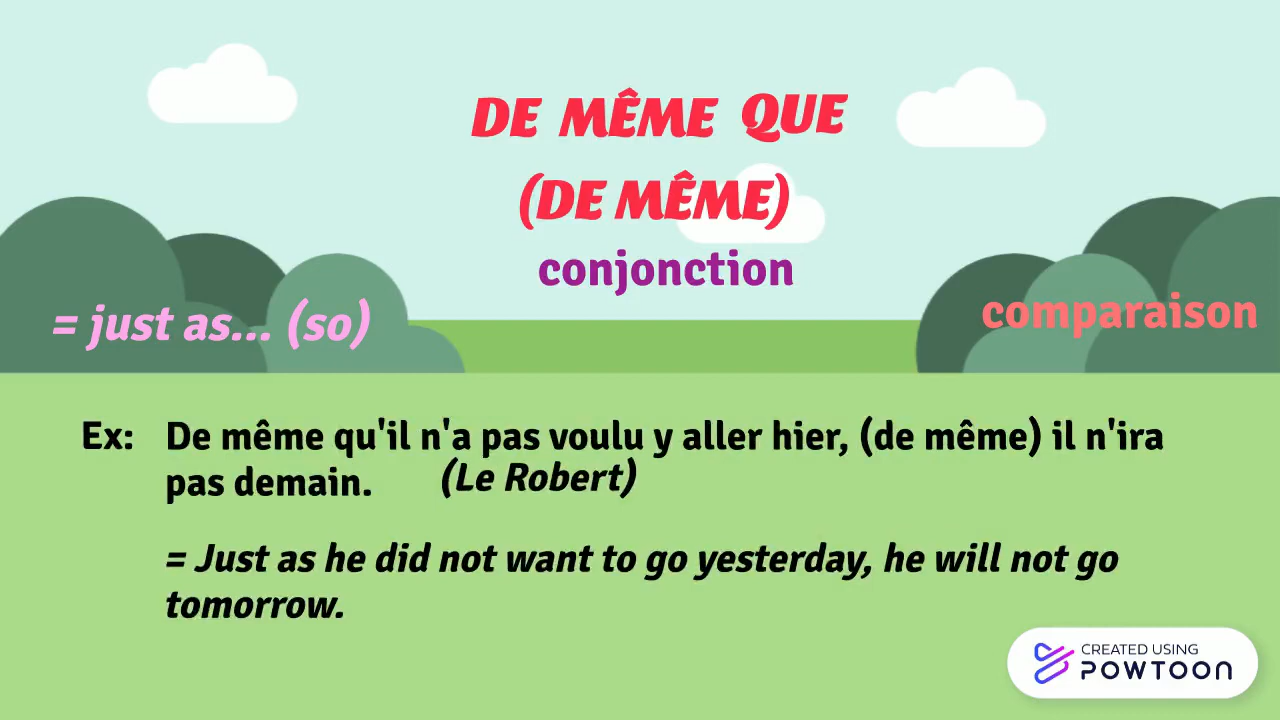 DE MÊME QUE
(DE MÊME)
conjonction
= just as... (so)
comparaison
Ex: De même qu'il n'a pas voulu y aller hier, (de même) il n'ira
pas demain. (Le Robert)
= Just as he did not want to go yesterday, he will not go
tomorrow.
CREATED USING
POWTOON